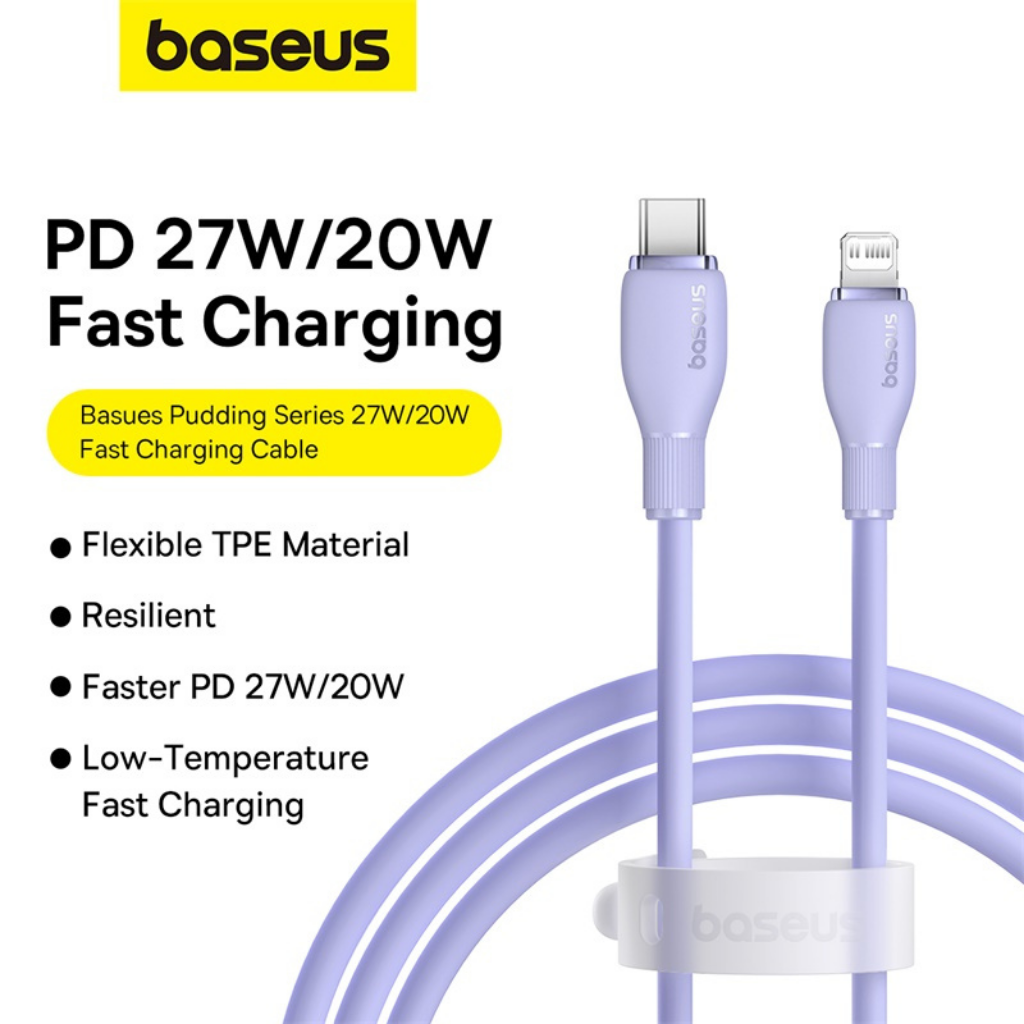 baseus
PD 27W/20W
Fast Charging
Basues Pudding Series 27W/20W
Fast Charging Cable
● Flexible TPE Material
● Resilient
● Faster PD 27W/20W
● Low-Temperature
Fast Charging
baseus
baseus
baseus